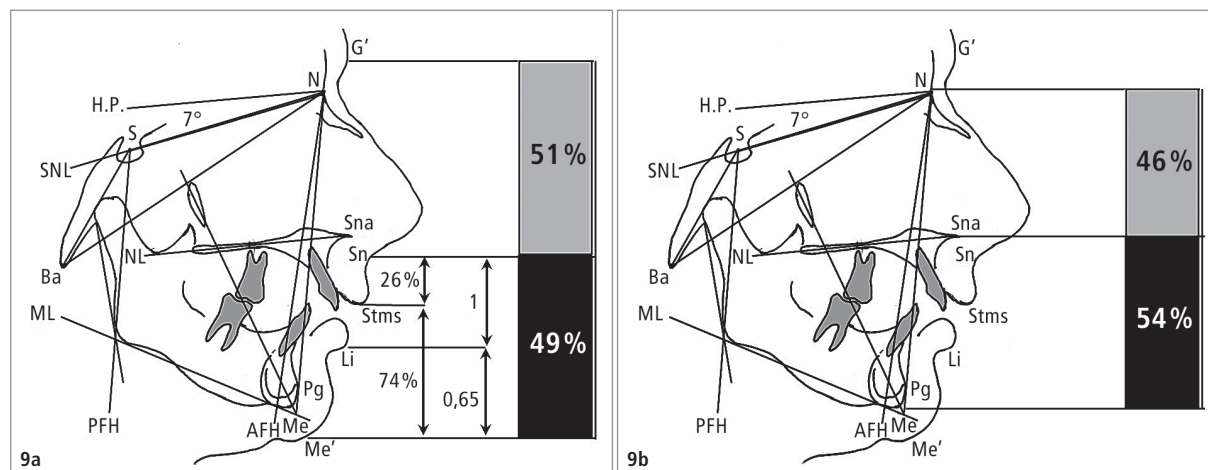 G’
N
H.P.
S
7°
SNL
51%
Sna
Sn
Ba
NL
26%
1
Stms
ML
49%
Li
74%
Pg
0,65
PFH
AFH
Me
Me’
9a
G’
N
H.P.
S
7°
SNL
46%
Sna
Sn
Ba
NL
Stms
ML
54%
Li
Pg
PFH
AFH
Me
Me’
9b